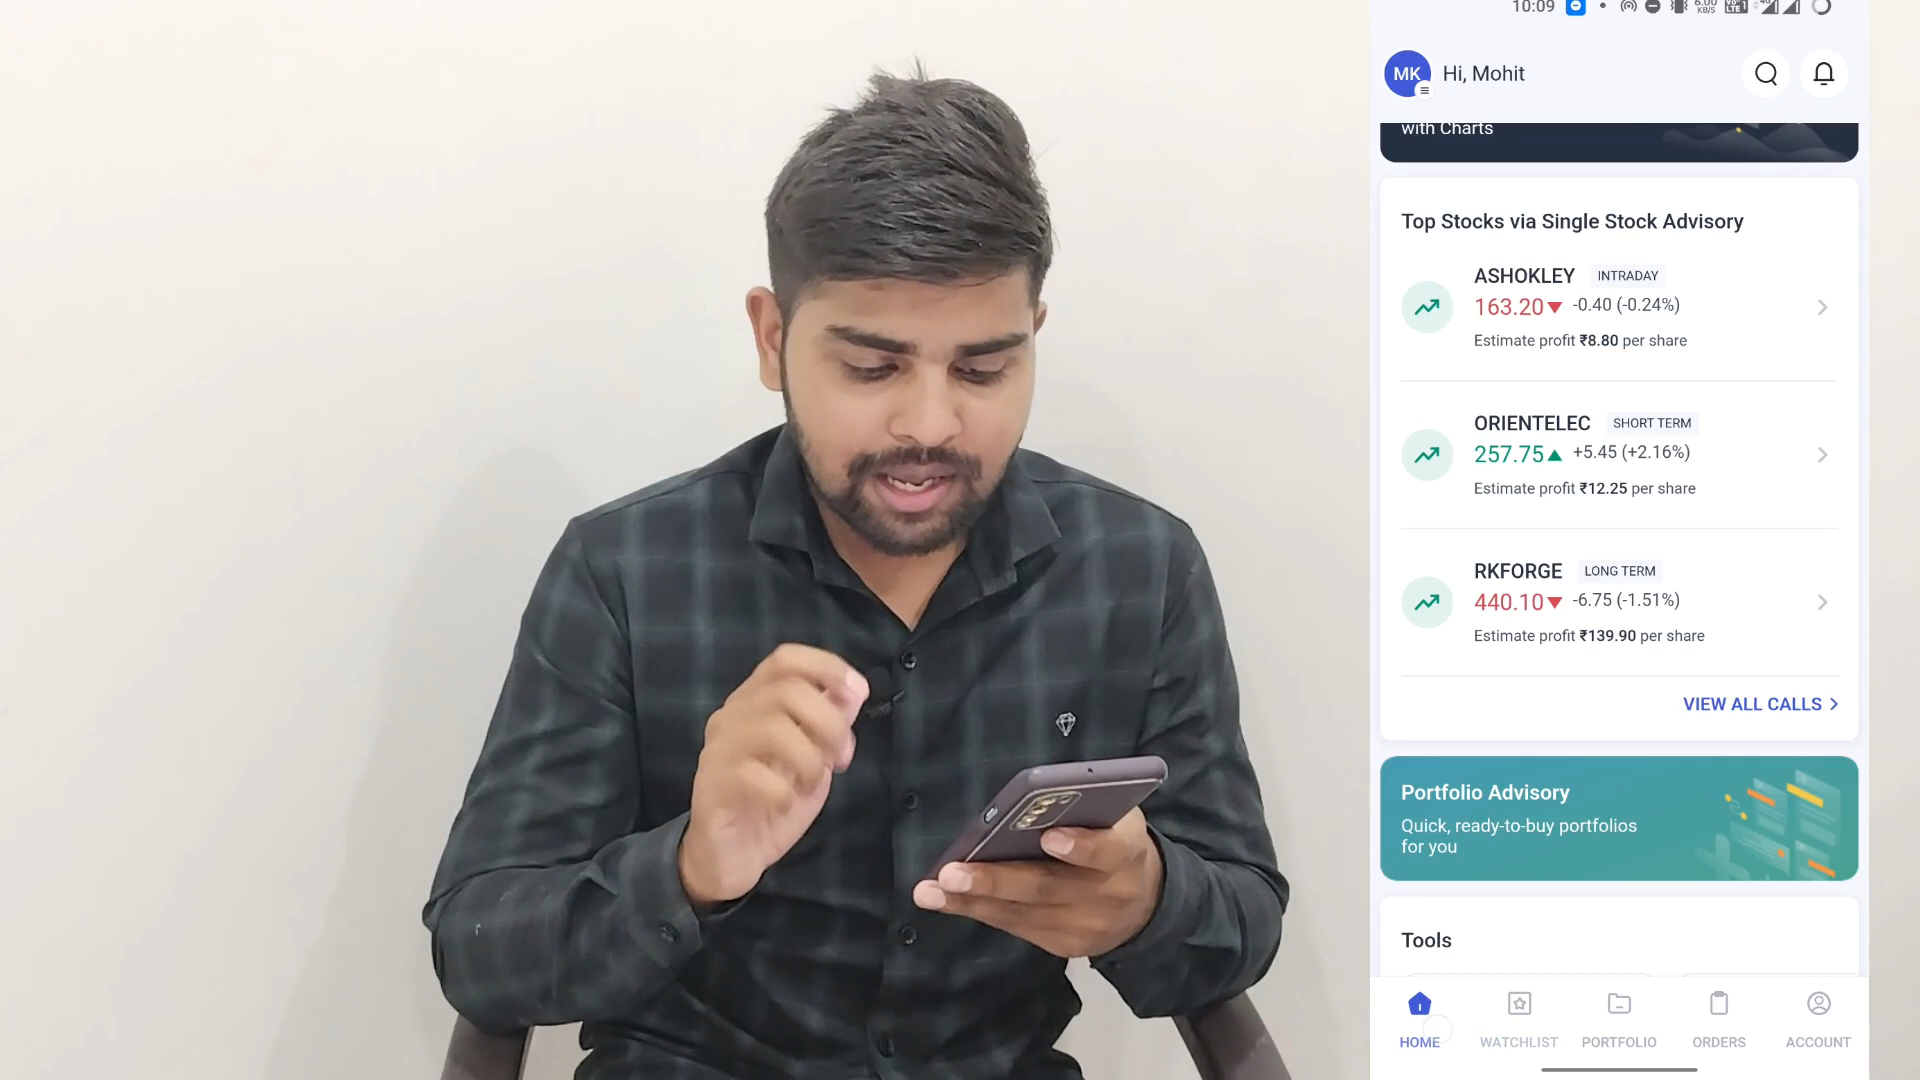 10:09
6.00
KB/S
MK
Hi, Mohit
with Charts
Top Stocks via Single Stock Advisory
ASHOKLEY INTRADAY
163.20 -0.40 (-0.24%)
Estimate profit ₹8.80 per share
ORIENTELEC SHORT TERM
257.75 +5.45 (+2.16%)
Estimate profit ₹12.25 per share
RKFORGE LONG TERM
440.10 -6.75 (-1.51%)
Estimate profit ₹139.90 per share
VIEW ALL CALLS
Portfolio Advisory
Quick, ready-to-buy portfolios
for you
Tools
HOME WATCHLIST PORTFOLIO ORDERS ACCOUNT